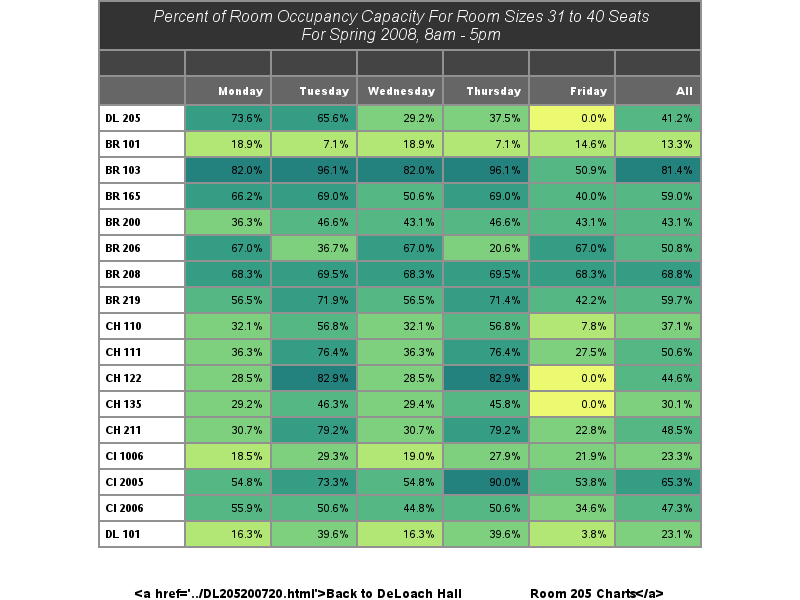 Percent of Room Occupancy Capacity For Room Sizes 31 to 40 Seats
For Spring 2008, 8am - 5pm
Monday Tuesday Wednesday Thursday Friday All
DL 205 73.6% 65.6% 29.2% 37.5% 0.0% 41.2%
BR 101 18.9% 7.1% 18.9% 7.1% 14.6% 13.3%
BR 103 82.0% 96.1% 82.0% 96.1% 50.9% 81.4%
BR 165 66.2% 69.0% 50.6% 69.0% 40.0% 59.0%
BR 200 36.3% 46.6% 43.1% 46.6% 43.1% 43.1%
BR 206 67.0% 36.7% 67.0% 20.6% 67.0% 50.8%
BR 208 68.3% 69.5% 68.3% 69.5% 68.3% 68.8%
BR 219 56.5% 71.9% 56.5% 71.4% 42.2% 59.7%
CH 110 32.1% 56.8% 32.1% 56.8% 7.8% 37.1%
CH 111 36.3% 76.4% 36.3% 76.4% 27.5% 50.6%
CH 122 28.5% 82.9% 28.5% 82.9% 0.0% 44.6%
CH 135 29.2% 46.3% 29.4% 45.8% 0.0% 30.1%
CH 211 30.7% 79.2% 30.7% 79.2% 22.8% 48.5%
CI 1006 18.5% 29.3% 19.0% 27.9% 21.9% 23.3%
CI 2005 54.8% 73.3% 54.8% 90.0% 53.8% 65.3%
CI 2006 55.9% 50.6% 44.8% 50.6% 34.6% 47.3%
DL 101 16.3% 39.6% 16.3% 39.6% 3.8% 23.1%
<a href='../DL205200720.html'>Back to DeLoach Hall Room 205 Charts</a>